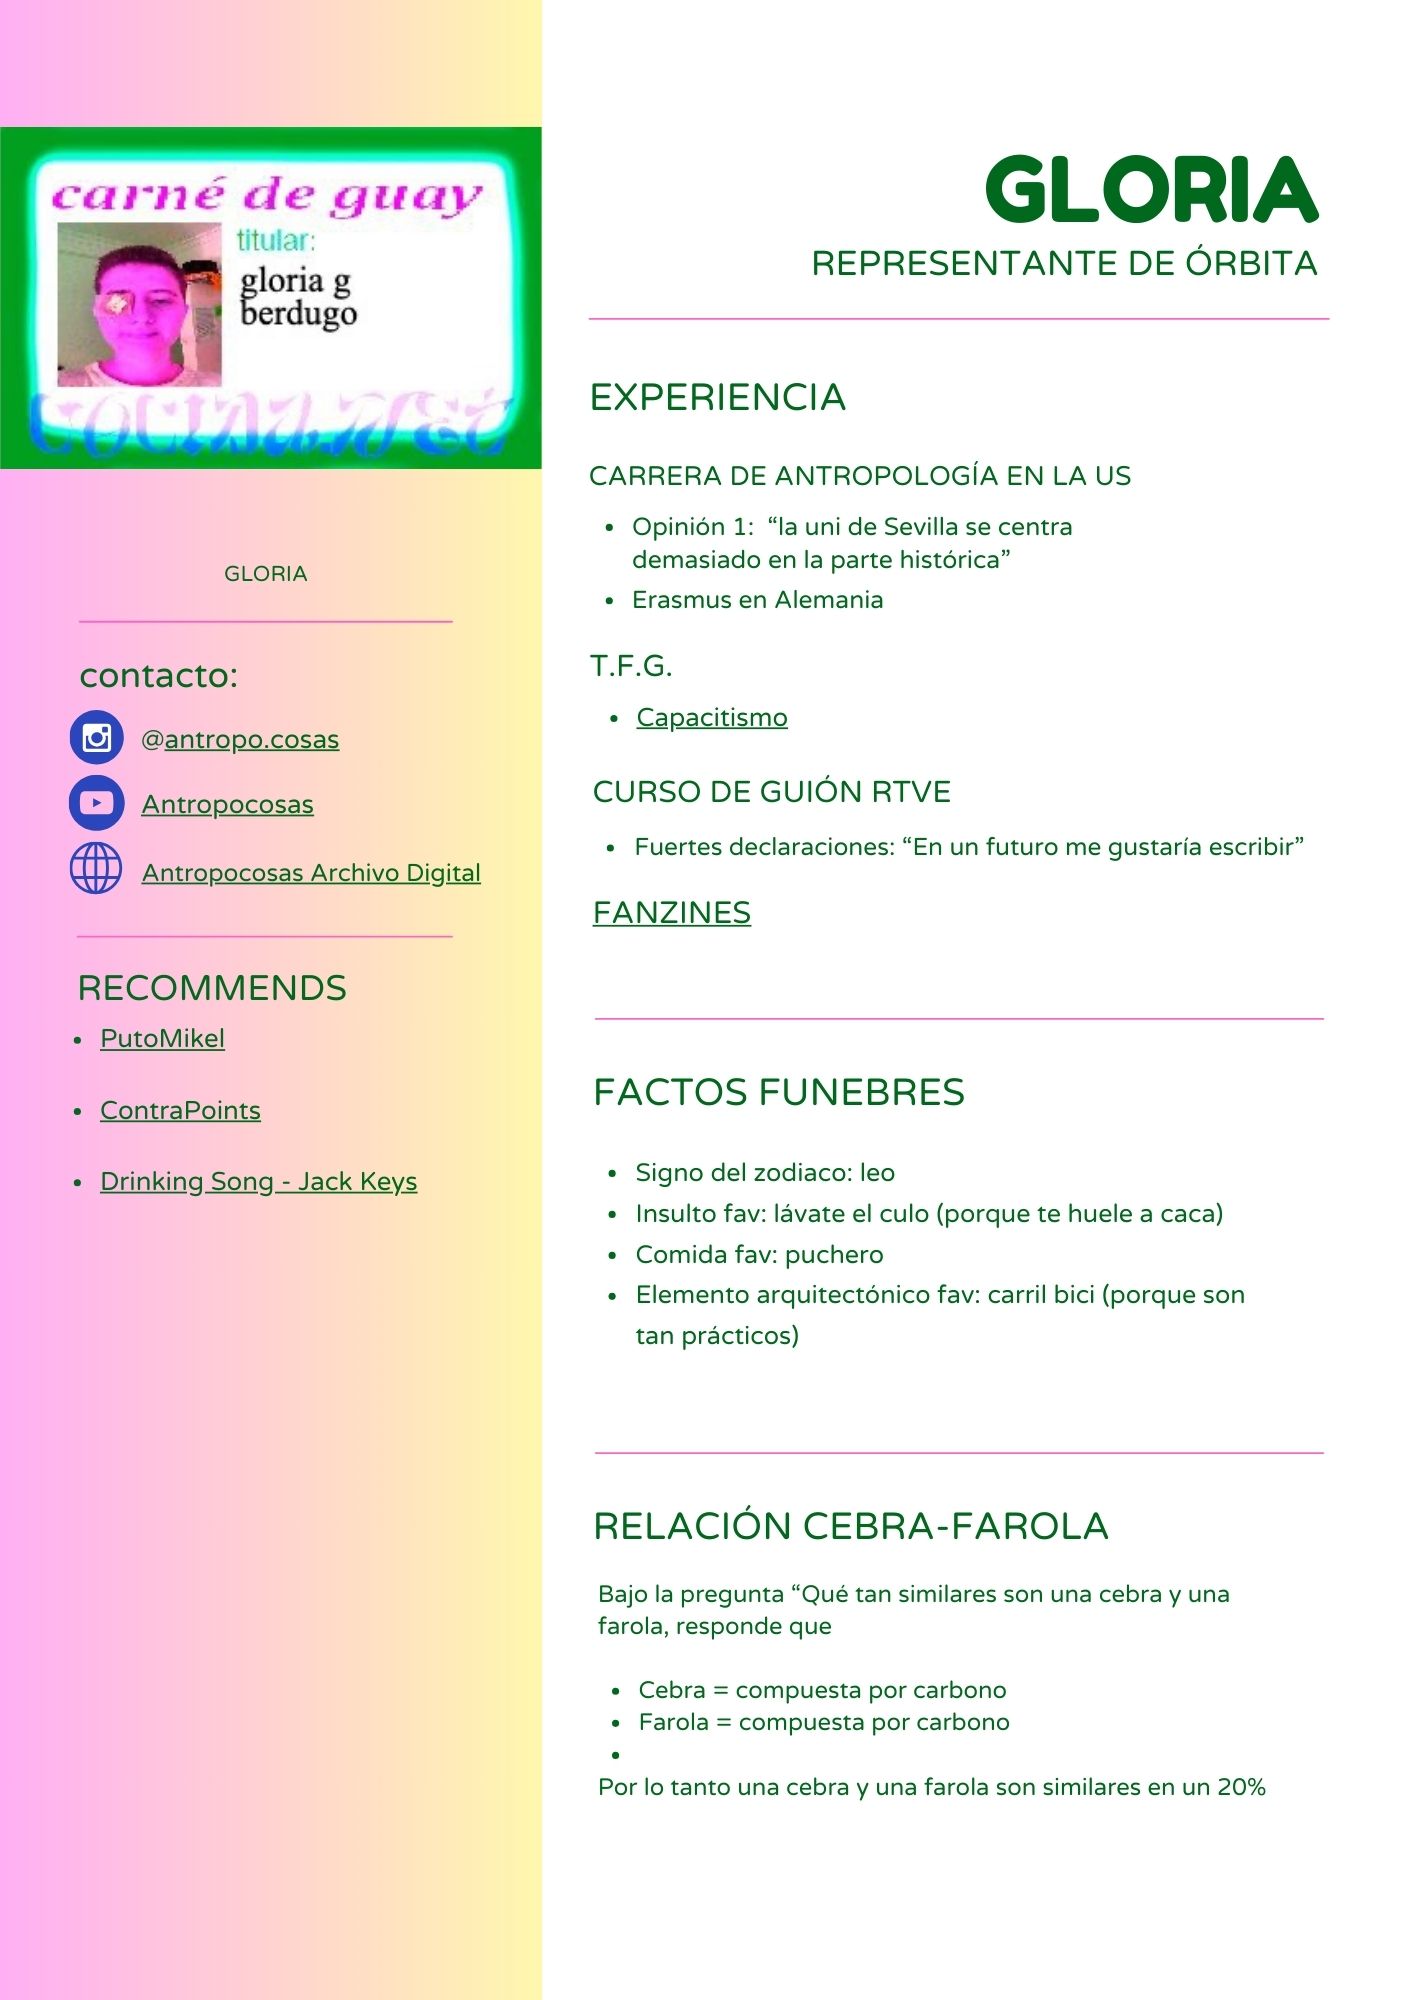 carné de guay
titular:
gloria g
berdugo
GLORIA
contacto:
@antropo.cosas
Antropocosas
Antropocosas Archivo Digital
RECOMMENDS
• PutoMikel
• ContraPoints
• Drinking Song - Jack Keys
GLORIA
REPRESENTANTE DE ÓRBITA
EXPERIENCIA
CARRERA DE ANTROPOLOGÍA EN LA US
• Opinión 1:  “la uni de Sevilla se centra
demasiado en la parte histórica”
• Erasmus en Alemania
T.F.G.
• Capacitismo
CURSO DE GUIÓN RTVE
• Fuertes declaraciones: “En un futuro me gustaría escribir”
FANZINES
FACTOS FUNEBRES
• Signo del zodiaco: leo
• Insulto fav: lávate el culo (porque te huele a caca)
• Comida fav: puchero
• Elemento arquitectónico fav: carril bici (porque son
tan prácticos)
RELACIÓN CEBRA-FAROLA
Bajo la pregunta “Qué tan similares son una cebra y una
farola, responde que
• Cebra = compuesta por carbono
• Farola = compuesta por carbono
•
Por lo tanto una cebra y una farola son similares en un 20%